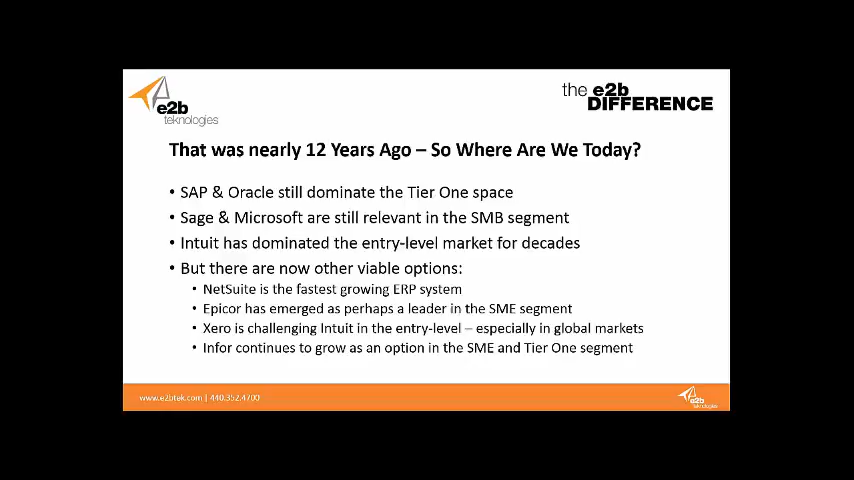 e2b
teknologies
the e2b
DIFFERENCE
That was nearly 12 Years Ago – So Where Are We Today?
• SAP & Oracle still dominate the Tier One space
• Sage & Microsoft are still relevant in the SMB segment
• Intuit has dominated the entry-level market for decades
• But there are now other viable options:
• NetSuite is the fastest growing ERP system
• Epicor has emerged as perhaps a leader in the SME segment
• Xero is challenging Intuit in the entry-level – especially in global markets
• Infor continues to grow as an option in the SME and Tier One segment
www.e2btek.com | 440.352.4700
e2b
teknologies